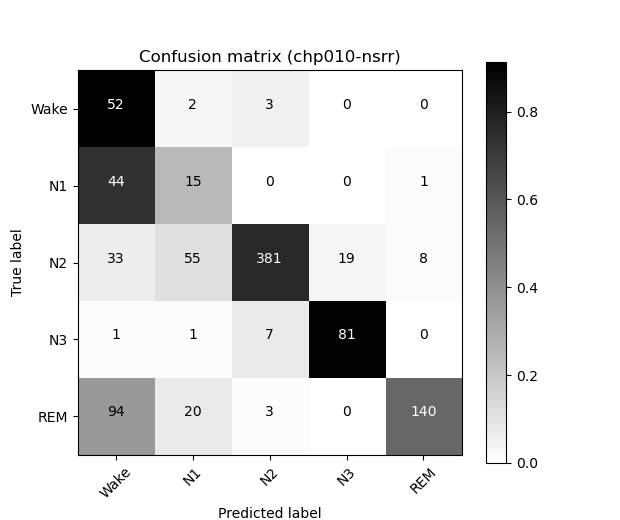 Confusion matrix (chp010-nsrr)
Wake 52 2 3 0 0
N1 44 15 0 0 1
N2 33 55 381 19 8
N3 1 1 7 81 0
REM 94 20 3 0 140
Wake N1 N2 N3 REM
Predicted label
True label
0.8
0.6
0.4
0.2
0.0